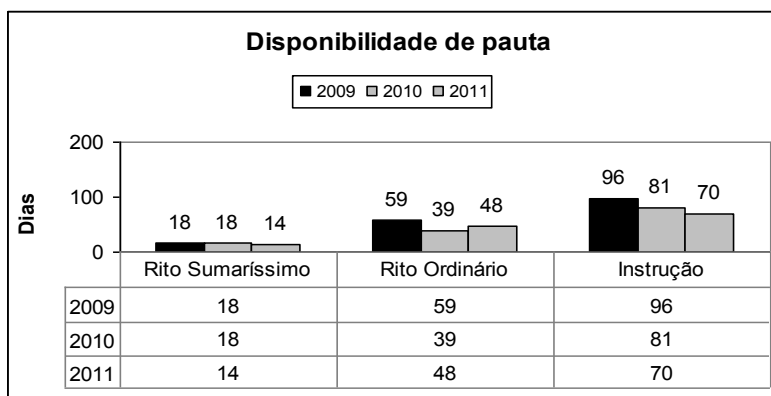 Disponibilidade de pauta
2009 2010 2011
Dias
200
100
0
18 18 14
59 39 48
96 81 70
Rito Sumaríssimo Rito Ordinário Instrução
2009 18 59 96
2010 18 39 81
2011 14 48 70